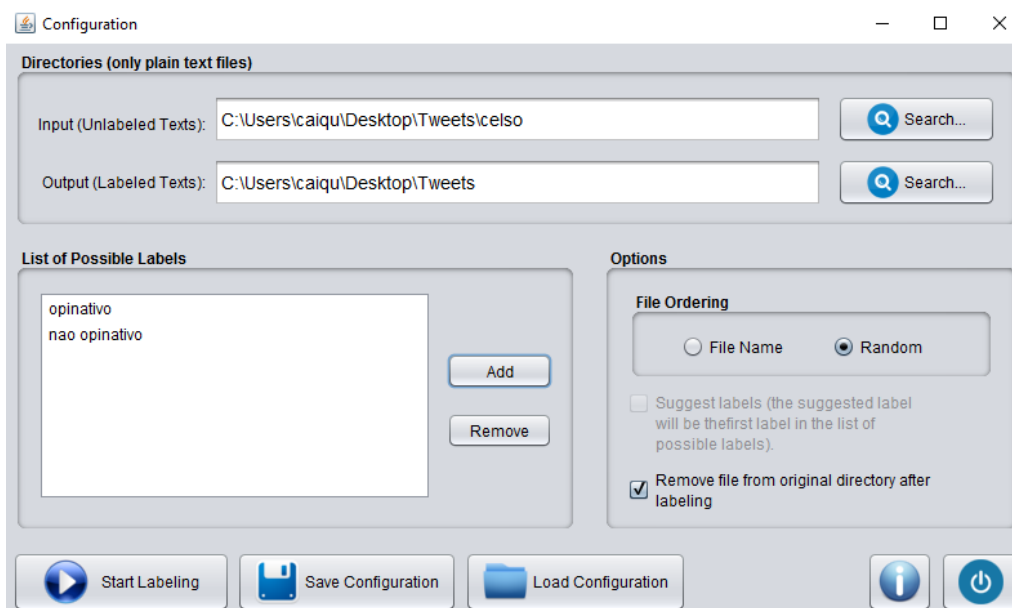 Configuration
Directories (only plain text files)
Input (Unlabeled Texts): C:\Users\caiqu\Desktop\Tweets\celso Search...
Output (Labeled Texts): C:\Users\caiqu\Desktop\Tweets Search...
List of Possible Labels
opinativo
nao opinativo
Add
Remove
Options
File Ordering
File Name Random
Suggest labels (the suggested label
will be thefirst label in the list of
possible labels).
Remove file from original directory after
labeling
Start Labeling Save Configuration Load Configuration i